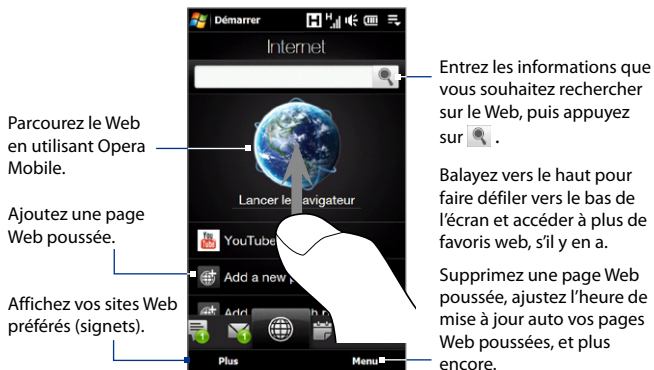 Démarrer
Internet
Lancer le navigateur
YouTube
Add a new p
Add
Plus
Menu
Parcourez le Web
en utilisant Opera
Mobile.
Ajoutez une page
Web poussée.
Affichez vos sites Web
préférés (signets).
Entrez les informations que
vous souhaitez rechercher
sur le Web, puis appuyez
sur .
Balayez vers le haut pour
faire défiler vers le bas de
l'écran et accéder à plus de
favoris web, s'il y en a.
Supprimez une page Web
poussée, ajustez l'heure de
mise à jour auto vos pages
Web poussées, et plus
encore.